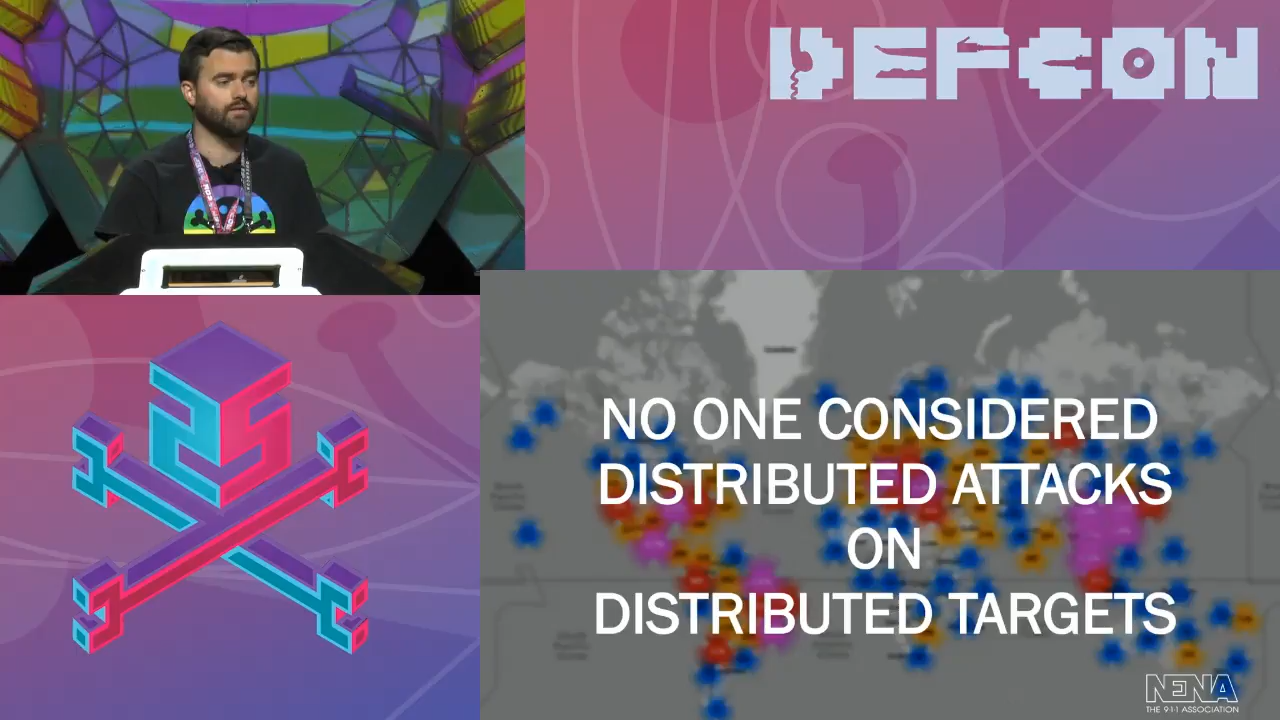 DEFCON
NO ONE CONSIDERED
DISTRIBUTED ATTACKS
ON
DISTRIBUTED TARGETS
NENA
THE 9-1-1 ASSOCIATION